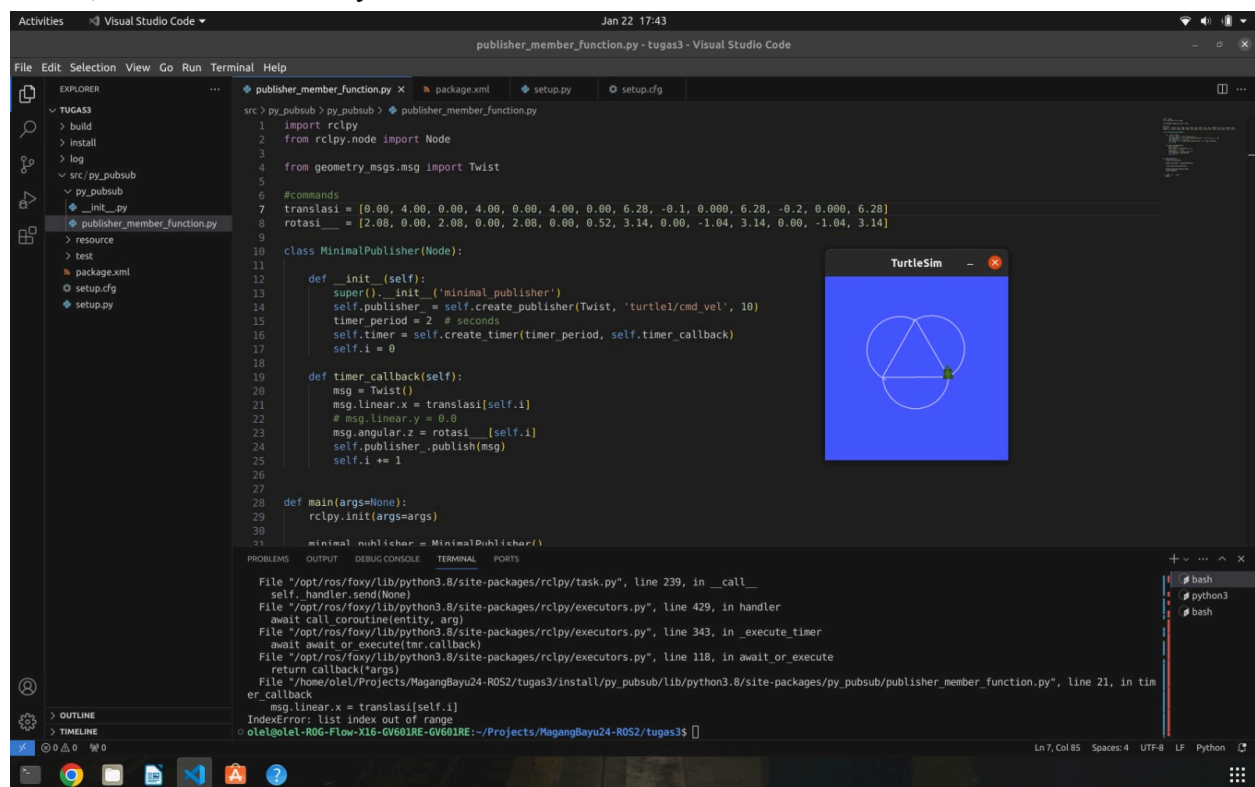 Activities Visual Studio Code Jan 22 17:43
publisher_member_function.py - tugas3 - Visual Studio Code
File Edit Selection View Go Run Terminal Help
EXPLORER
TUGAS3
build
install
log
src/py_pubsub
py_pubsub
__init__.py
publisher_member_function.py
resource
test
package.xml
setup.cfg
setup.py
OUTLINE
TIMELINE
publisher_member_function.py package.xml setup.py setup.cfg
src > py_pubsub > py_pubsub > publisher_member_function.py
1 import rclpy
2 from rclpy.node import Node
3
4 from geometry_msgs.msg import Twist
5
6 #commands
7 translasi = [0.00, 4.00, 0.00, 4.00, 0.00, 4.00, 0.00, 6.28, -0.1, 0.000, 6.28, -0.2, 0.000, 6.28]
8 rotasi___ = [2.08, 0.00, 2.08, 0.00, 2.08, 0.00, 0.52, 3.14, 0.00, -1.04, 3.14, 0.00, -1.04, 3.14]
9
10 class MinimalPublisher(Node):
11
12 def __init__(self):
13 super().__init__('minimal_publisher')
14 self.publisher_ = self.create_publisher(Twist, 'turtle1/cmd_vel', 10)
15 timer_period = 2 # seconds
16 self.timer = self.create_timer(timer_period, self.timer_callback)
17 self.i = 0
18
19 def timer_callback(self):
20 msg = Twist()
21 msg.linear.x = translasi[self.i]
22 # msg.linear.y = 0.0
23 msg.angular.z = rotasi___[self.i]
24 self.publisher_.publish(msg)
25 self.i += 1
26
27
28 def main(args=None):
29 rclpy.init(args=args)
30
31 minimal_publisher = MinimalPublisher()
TurtleSim
PROBLEMS OUTPUT DEBUG CONSOLE TERMINAL PORTS
File "/opt/ros/foxy/lib/python3.8/site-packages/rclpy/task.py", line 239, in __call__
self._handler.send(None)
File "/opt/ros/foxy/lib/python3.8/site-packages/rclpy/executors.py", line 429, in handler
await call_coroutine(entity, arg)
File "/opt/ros/foxy/lib/python3.8/site-packages/rclpy/executors.py", line 343, in _execute_timer
await await_or_execute(tmr.callback)
File "/opt/ros/foxy/lib/python3.8/site-packages/rclpy/executors.py", line 118, in await_or_execute
return callback(*args)
File "/home/olel/Projects/MagangBayu24-ROS2/tugas3/install/py_pubsub/lib/python3.8/site-packages/py_pubsub/publisher_member_function.py", line 21, in tim
er_callback
msg.linear.x = translasi[self.i]
IndexError: list index out of range
olel@olel-ROG-Flow-X16-GV601RE-GV601RE:~/Projects/MagangBayu24-ROS2/tugas3$
bash
python3
bash
0 0 0 Ln 7, Col 85 Spaces: 4 UTF-8 LF Python